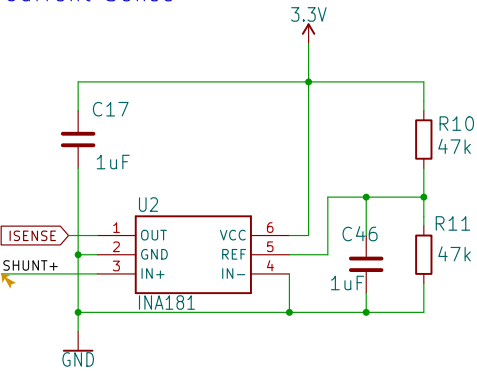 Current Sense
3.3V
C17
1uF
R10
47k
U2
ISENSE
1 OUT VCC 6
2 GND REF 5
SHUNT+
3 IN+ IN- 4
INA181
C46
1uF
R11
47k
GND